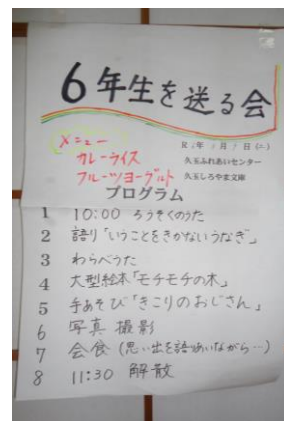 6年生を送る会
メニュー
カレーライス
フルーツヨーグルト
久玉ふれあいセンター
久玉しろやま文庫
プログラム
1 10:00 ろうそくのうた
2 語り「いうことをきかないうなぎ」
3 わらべうた
4 大型絵本「モチモチの木」
5 手あそび「きこりのおじさん」
6 写真 撮影
7 会食 (思い出を語りあいながら…)
8 11:30 解散